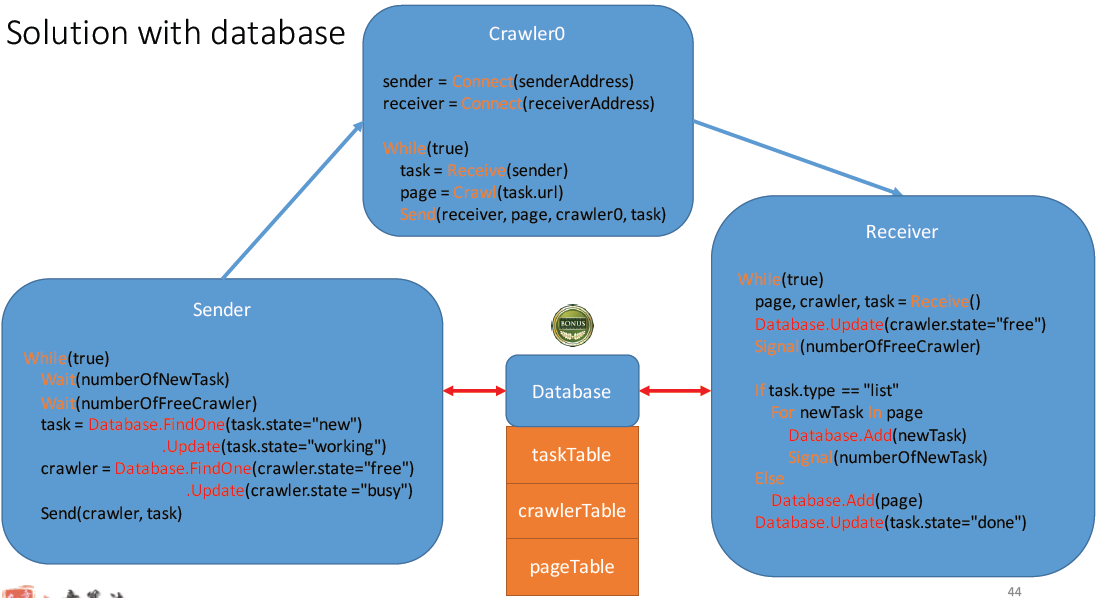 Solution with database
Crawler0
sender = Connect(senderAddress)
receiver = Connect(receiverAddress)
While(true)
task = Receive(sender)
page = Crawl(task.url)
Send(receiver, page, crawler0, task)
Receiver
While(true)
page, crawler, task = Receive()
Database.Update(crawler.state="free")
Signal(numberOfFreeCrawler)
If task.type == "list"
For newTask In page
Database.Add(newTask)
Signal(numberOfNewTask)
Else
Database.Add(page)
Database.Update(task.state="done")
Sender
While(true)
Wait(numberOfNewTask)
Wait(numberOfFreeCrawler)
task = Database.FindOne(task.state="new")
.Update(task.state="working")
crawler = Database.FindOne(crawler.state="free")
.Update(crawler.state ="busy")
Send(crawler, task)
BONUS
Database
taskTable
crawlerTable
pageTable
44